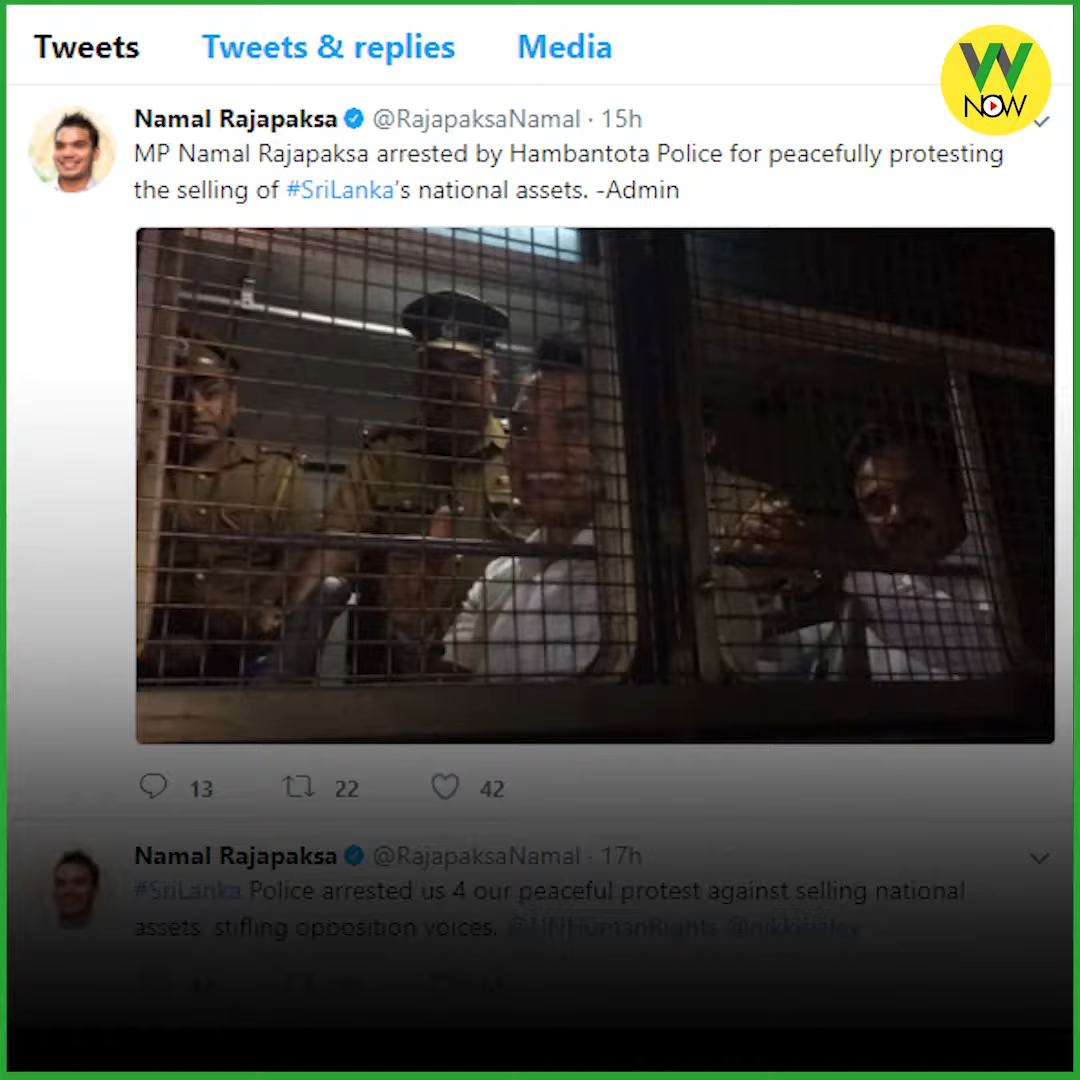 Tweets Tweets & replies Media
W
NOW
Namal Rajapaksa @RajapaksaNamal · 15h
MP Namal Rajapaksa arrested by Hambantota Police for peacefully protesting
the selling of #SriLanka's national assets. -Admin
13 22 42
Namal Rajapaksa @RajapaksaNamal · 17h
#SriLanka Police arrested us 4 our peaceful protest against selling national
assets, stifling opposition voices. @UNHumanRights @nikkihaley